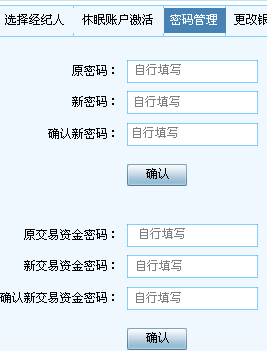 选择经纪人 休眠账户激活 密码管理 更改银
原密码： 自行填写
新密码： 自行填写
确认新密码： 自行填写
确认
原交易资金密码： 自行填写
新交易资金密码： 自行填写
确认新交易资金密码： 自行填写
确认